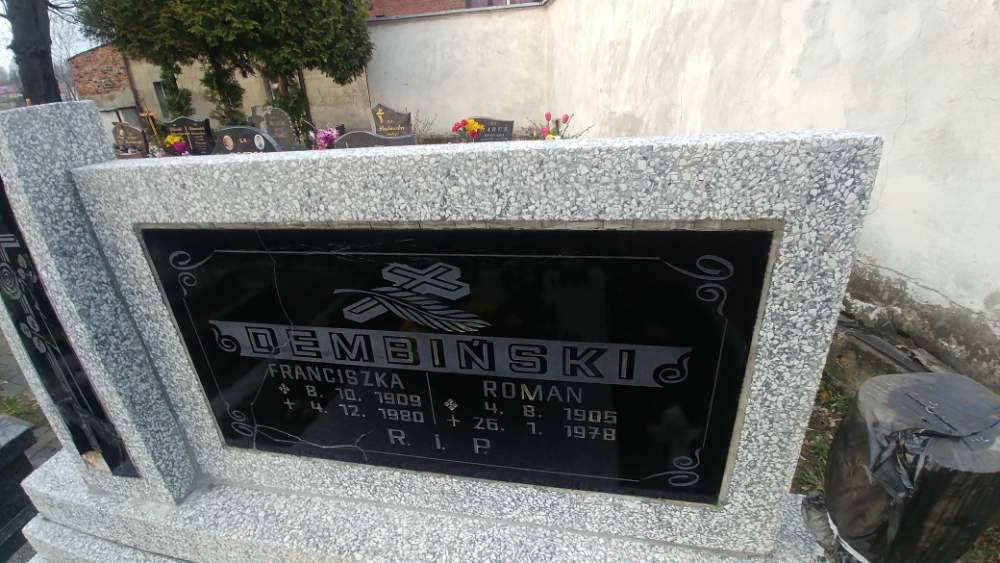 DEMBIŃSKI
FRANCISZKA
8. 10. 1909
+ 4. 12. 1980
ROMAN
4. 8. 1905
+ 26. 1. 1978
R. i. P.